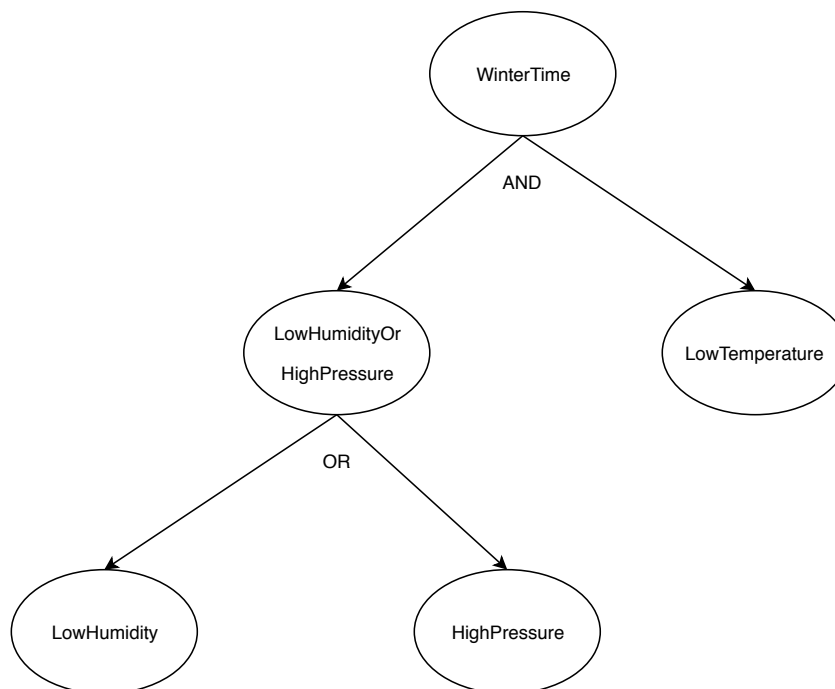 WinterTime
AND
LowHumidityOr
HighPressure
LowTemperature
OR
LowHumidity
HighPressure